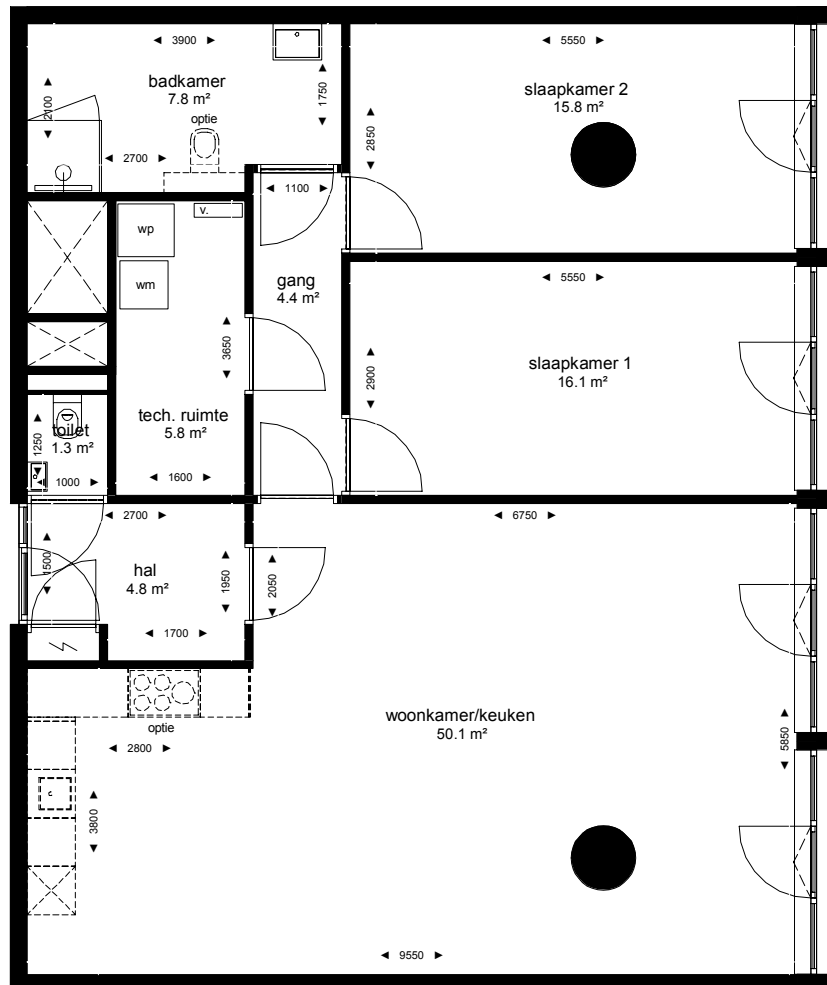 3900
5550
badkamer
7.8 m²
slaapkamer 2
15.8 m²
2100
1750
optie
2850
2700
1100
v.
wp
wm
gang
4.4 m²
5550
3650
2900
slaapkamer 1
16.1 m²
tech. ruimte
5.8 m²
toilet
1.3 m²
1250
1000
1600
2700
6750
1500
hal
4.8 m²
1950
2050
1700
woonkamer/keuken
50.1 m²
optie
2800
5850
c
3800
9550